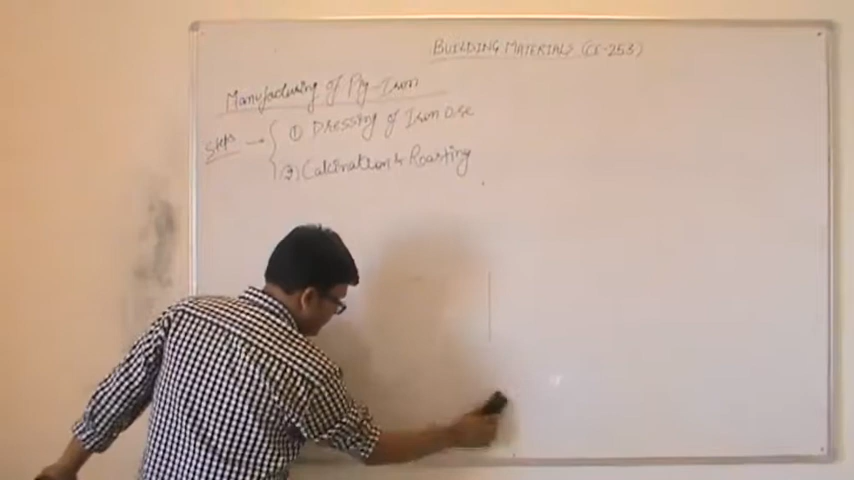 BUILDING MATERIALS (CE-253)
Manufacturing of Pig-Iron
Steps → ① Dressing of Iron Ore
② Calcination & Roasting